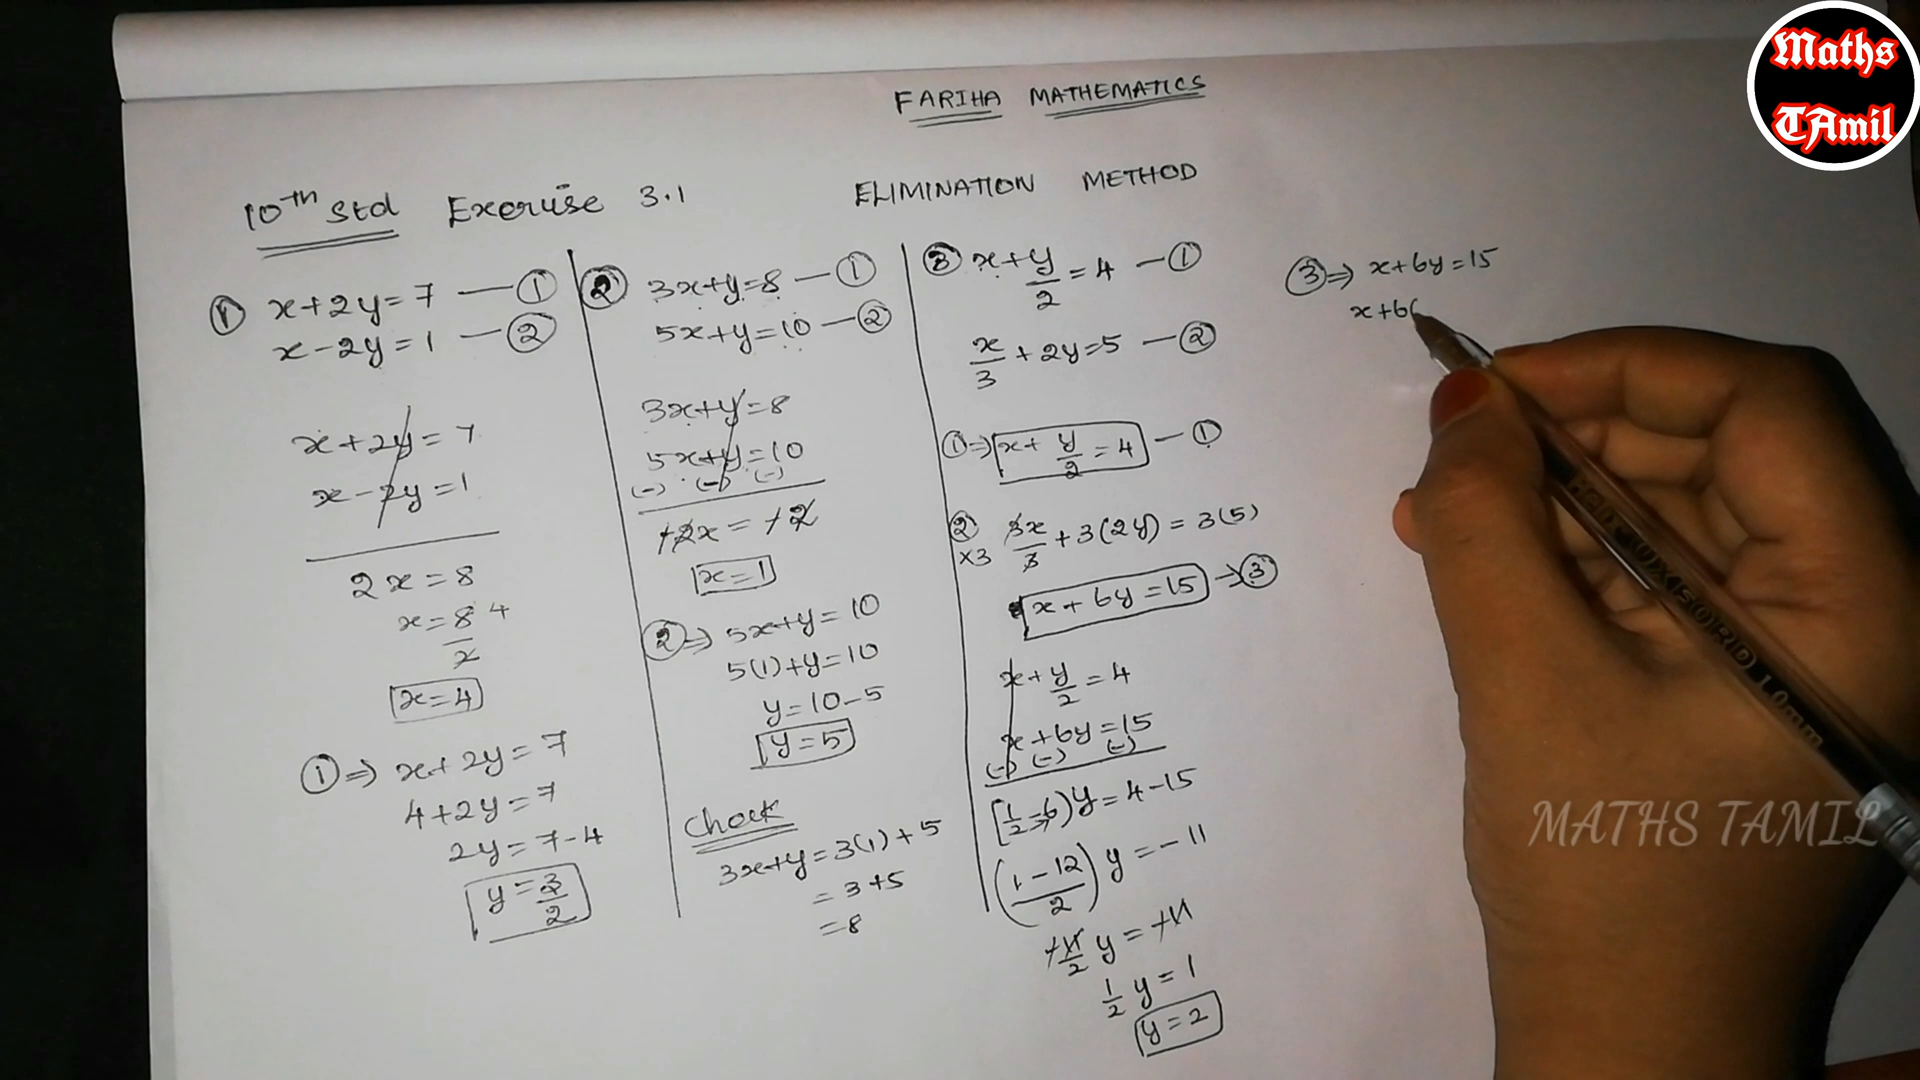 Maths
TAmil
FARIHA MATHEMATICS
10th Std Exercise 3.1
ELIMINATION METHOD
① x+2y=7 — ①
x-2y=1 — ②
x+2y=7
x-2y=1
2x=8
x=8/2 4
x=4
①⇒ x+2y=7
4+2y=7
2y=7-4
y=3/2
② 3x+y=8 — ①
5x+y=10 — ②
3x+y=8
5x+y=10
(-) (-) (-)
+2x=+2
x=1
②⇒ 5x+y=10
5(1)+y=10
y=10-5
y=5
Check
3x+y=3(1)+5
=3+5
=8
③ x+y/2=4 — ①
x/3+2y=5 — ②
①⇒ x+y/2=4 — ①
②×3 3x/3+3(2y)=3(5)
x+6y=15 → ③
x+y/2=4
x+6y=15
(-) (-) (-)
[1/2-6)y=4-15
(1-12/2)y=-11
+11/2 y=+11
1/2 y=1
y=2
③⇒ x+6y=15
x+6(
MATHS TAMIL